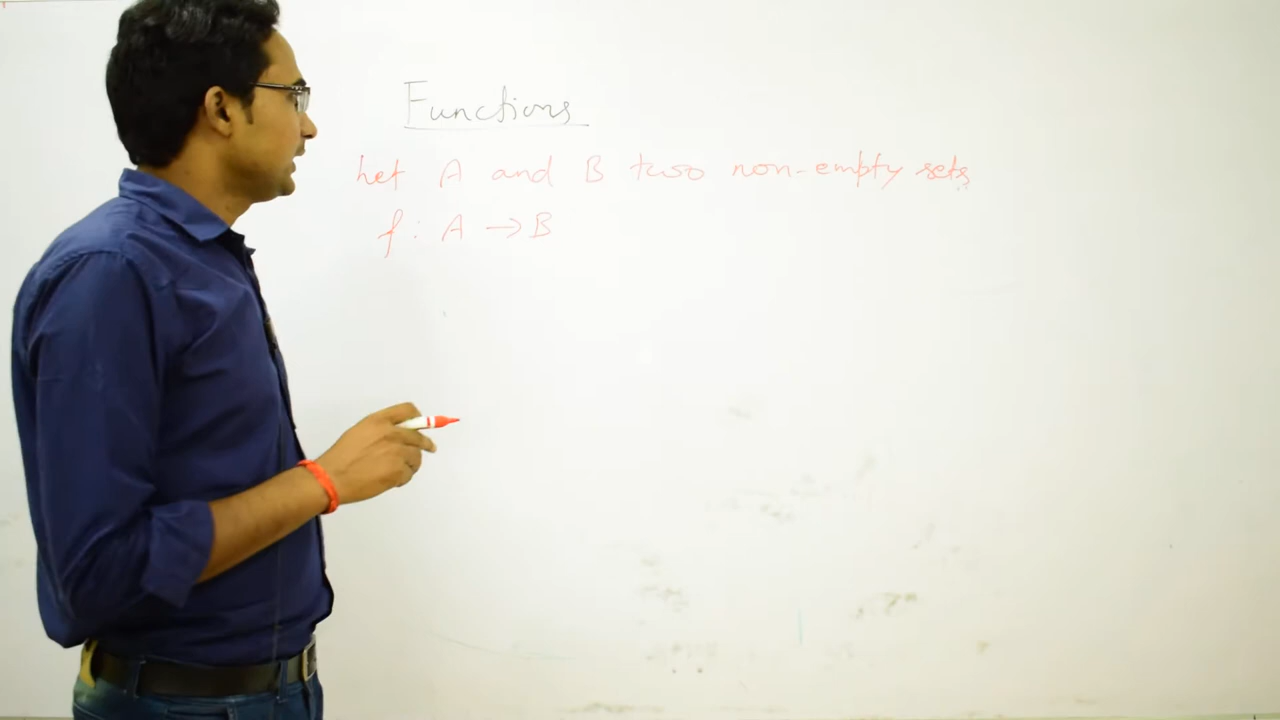 Functions
Let A and B two non-empty sets
f : A → B